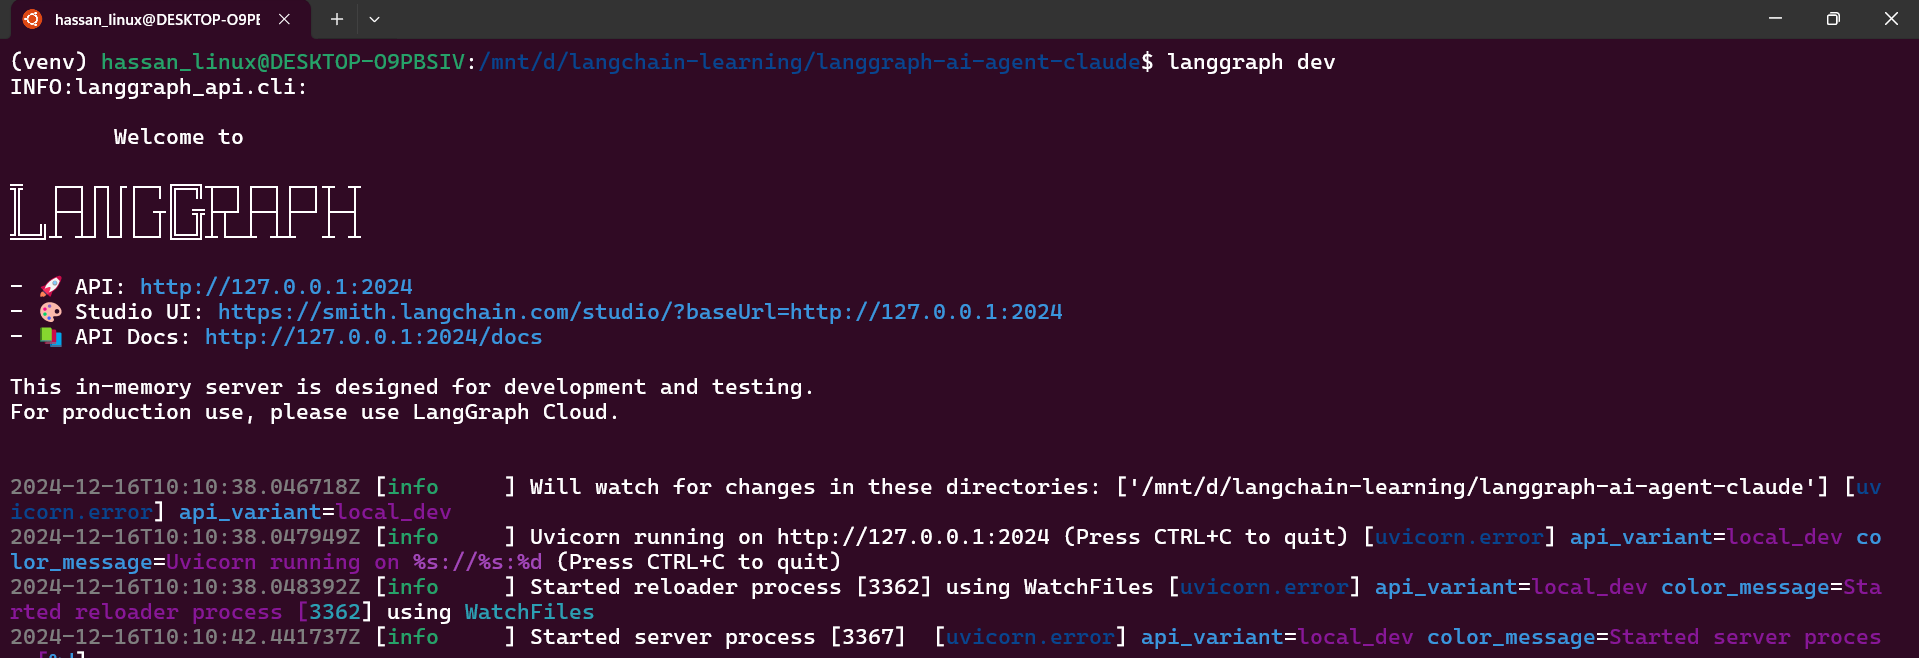 hassan_linux@DESKTOP-O9PB
(venv) hassan_linux@DESKTOP-O9PBSIV:/mnt/d/langchain-learning/langgraph-ai-agent-claude$ langgraph dev
INFO:langgraph_api.cli:
Welcome to
LANGGRAPH
- 🚀 API: http://127.0.0.1:2024
- 🎨 Studio UI: https://smith.langchain.com/studio/?baseUrl=http://127.0.0.1:2024
- 📚 API Docs: http://127.0.0.1:2024/docs
This in-memory server is designed for development and testing.
For production use, please use LangGraph Cloud.
2024-12-16T10:10:38.046718Z [info     ] Will watch for changes in these directories: ['/mnt/d/langchain-learning/langgraph-ai-agent-claude'] [uv
icorn.error] api_variant=local_dev
2024-12-16T10:10:38.047949Z [info     ] Uvicorn running on http://127.0.0.1:2024 (Press CTRL+C to quit) [uvicorn.error] api_variant=local_dev co
lor_message=Uvicorn running on %s://%s:%d (Press CTRL+C to quit)
2024-12-16T10:10:38.048392Z [info     ] Started reloader process [3362] using WatchFiles [uvicorn.error] api_variant=local_dev color_message=Sta
rted reloader process [3362] using WatchFiles
2024-12-16T10:10:42.441737Z [info     ] Started server process [3367]  [uvicorn.error] api_variant=local_dev color_message=Started server proces